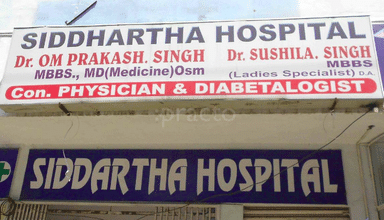 SIDDHARTHA HOSPITAL
Dr. OM PRAKASH. SINGH Dr. SUSHILA. SINGH
MBBS., MD(Medicine)Osm MBBS
(Ladies Specialist) D.A.
Con. PHYSICIAN & DIABETALOGIST
practo
SIDDARTHA HOSPITAL